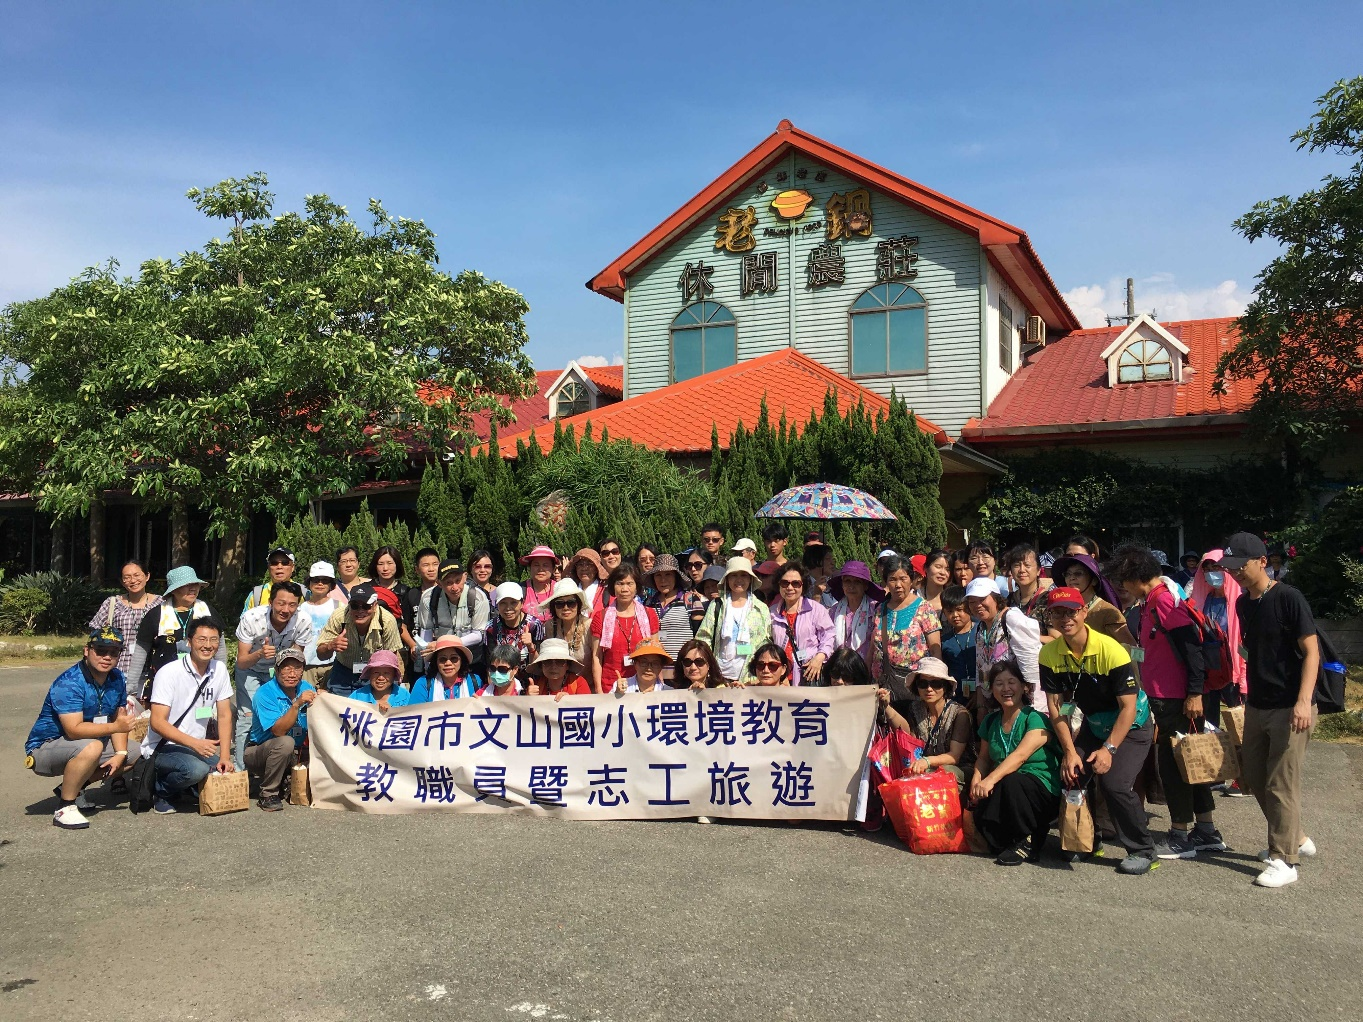 老鍋
休閒農莊
桃園市文山國小環境教育
教職員暨志工旅遊